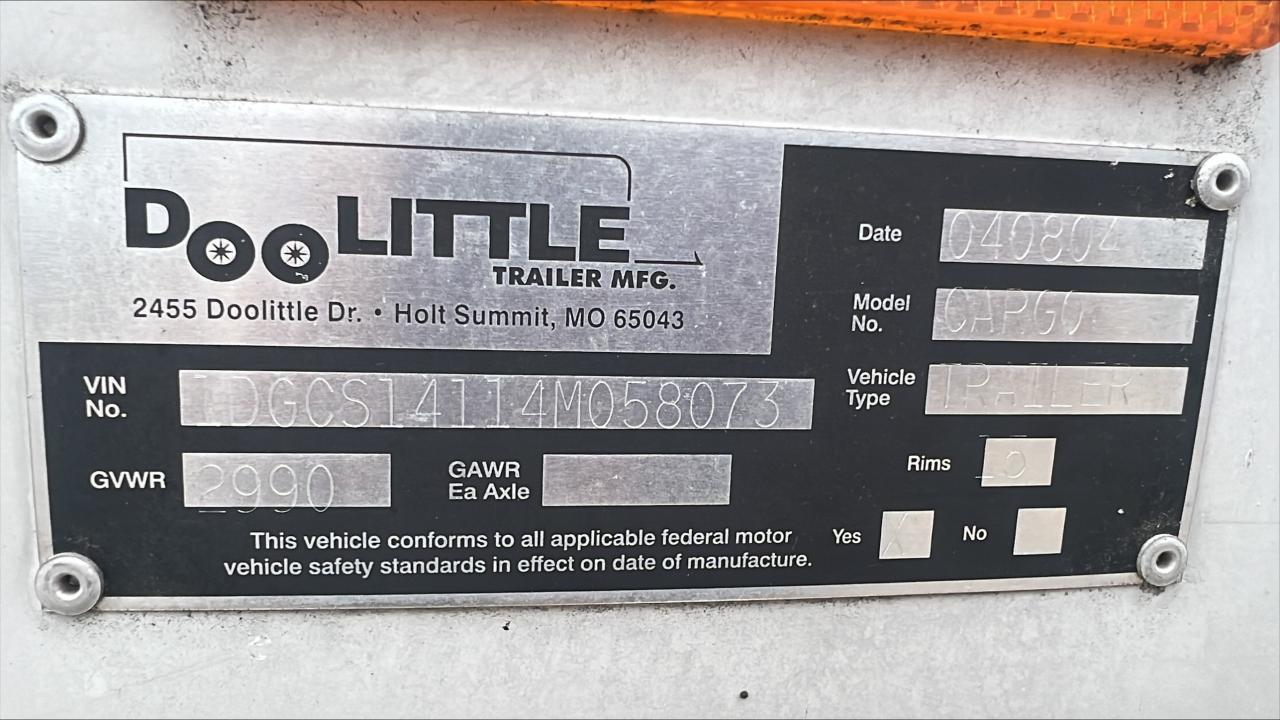 DOOLITTLE
TRAILER MFG.
2455 Doolittle Dr. • Holt Summit, MO 65043
Date 040804
Model No. CARGO
Vehicle Type TRAILER
VIN No. 1DGCS14114M058073
GVWR 2990
GAWR Ea Axle
Rims 15
Yes X No
This vehicle conforms to all applicable federal motor
vehicle safety standards in effect on date of manufacture.